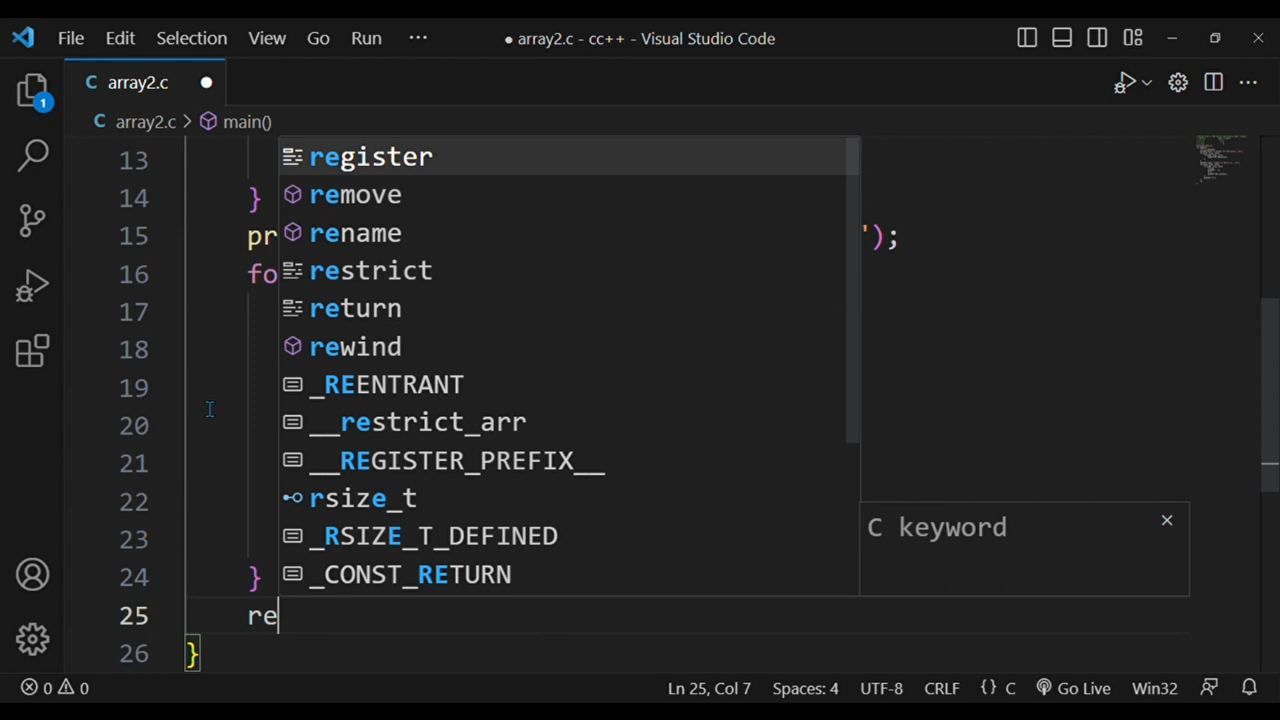 File Edit Selection View Go Run ··· ● array2.c - cc++ - Visual Studio Code
C array2.c ●
C array2.c > main()
1
13 register
14 } remove
15 pr rename ');
16 fo restrict
17 return
18 rewind
19 _REENTRANT
20 __restrict_arr
21 __REGISTER_PREFIX__
22 rsize_t
23 _RSIZE_T_DEFINED C keyword
24 } _CONST_RETURN
25 re
26 }
0 0 Ln 25, Col 7 Spaces: 4 UTF-8 CRLF {} C Go Live Win32